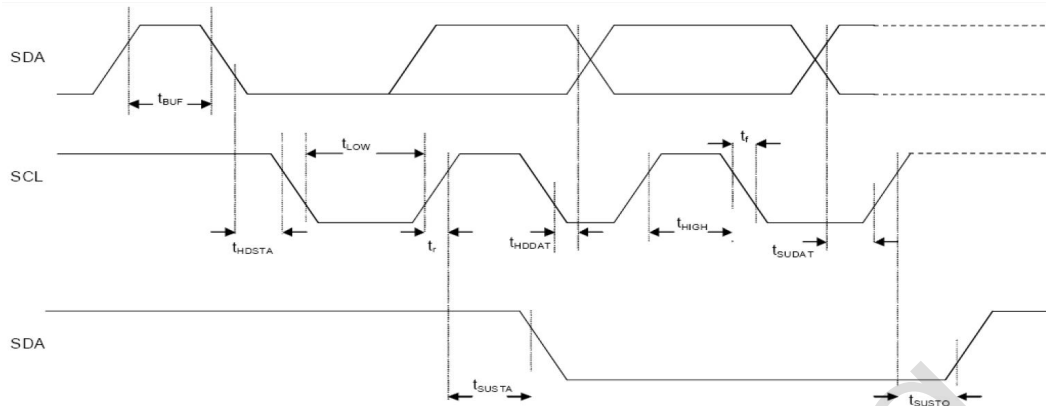 SDA
tBUF
tLOW
tf
SCL
tHDSTA
tr
tHDDAT
tHIGH
tSUDAT
SDA
tSUSTA
tSUSTO